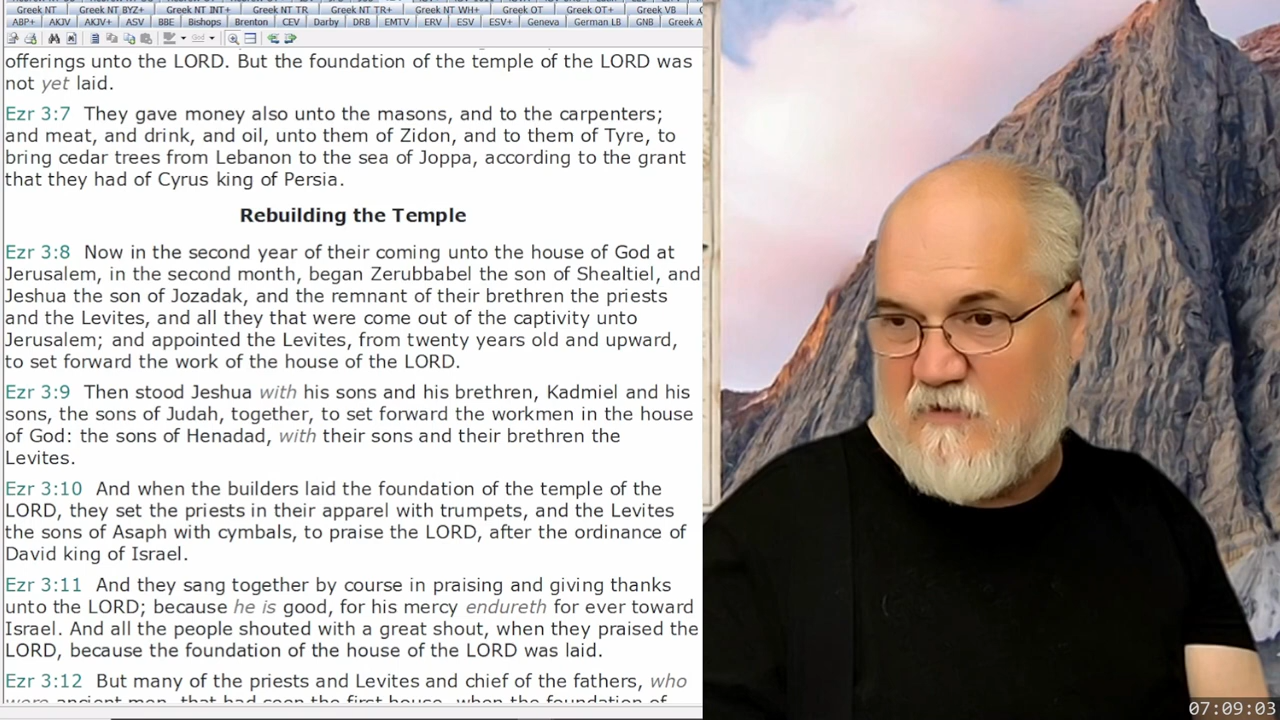 Greek NT
Greek NT BYZ+
Greek NT INT+
Greek NT TR
Greek NT TR+
Greek NT WH+
Greek OT
Greek OT+
Greek VB
ABP+ AKJV AKJV+ ASV BBE Bishops Brenton CEV Darby DRB EMTV ERV ESV ESV+ Geneva German LB GNB Greek A
offerings unto the LORD. But the foundation of the temple of the LORD was
not yet laid.
Ezr 3:7 They gave money also unto the masons, and to the carpenters;
and meat, and drink, and oil, unto them of Zidon, and to them of Tyre, to
bring cedar trees from Lebanon to the sea of Joppa, according to the grant
that they had of Cyrus king of Persia.
Rebuilding the Temple
Ezr 3:8 Now in the second year of their coming unto the house of God at
Jerusalem, in the second month, began Zerubbabel the son of Shealtiel, and
Jeshua the son of Jozadak, and the remnant of their brethren the priests
and the Levites, and all they that were come out of the captivity unto
Jerusalem; and appointed the Levites, from twenty years old and upward,
to set forward the work of the house of the LORD.
Ezr 3:9 Then stood Jeshua with his sons and his brethren, Kadmiel and his
sons, the sons of Judah, together, to set forward the workmen in the house
of God: the sons of Henadad, with their sons and their brethren the
Levites.
Ezr 3:10 And when the builders laid the foundation of the temple of the
LORD, they set the priests in their apparel with trumpets, and the Levites
the sons of Asaph with cymbals, to praise the LORD, after the ordinance of
David king of Israel.
Ezr 3:11 And they sang together by course in praising and giving thanks
unto the LORD; because he is good, for his mercy endureth for ever toward
Israel. And all the people shouted with a great shout, when they praised the
LORD, because the foundation of the house of the LORD was laid.
Ezr 3:12 But many of the priests and Levites and chief of the fathers, who
were ancient men, that had seen the first house, when the foundation of
07:09:03